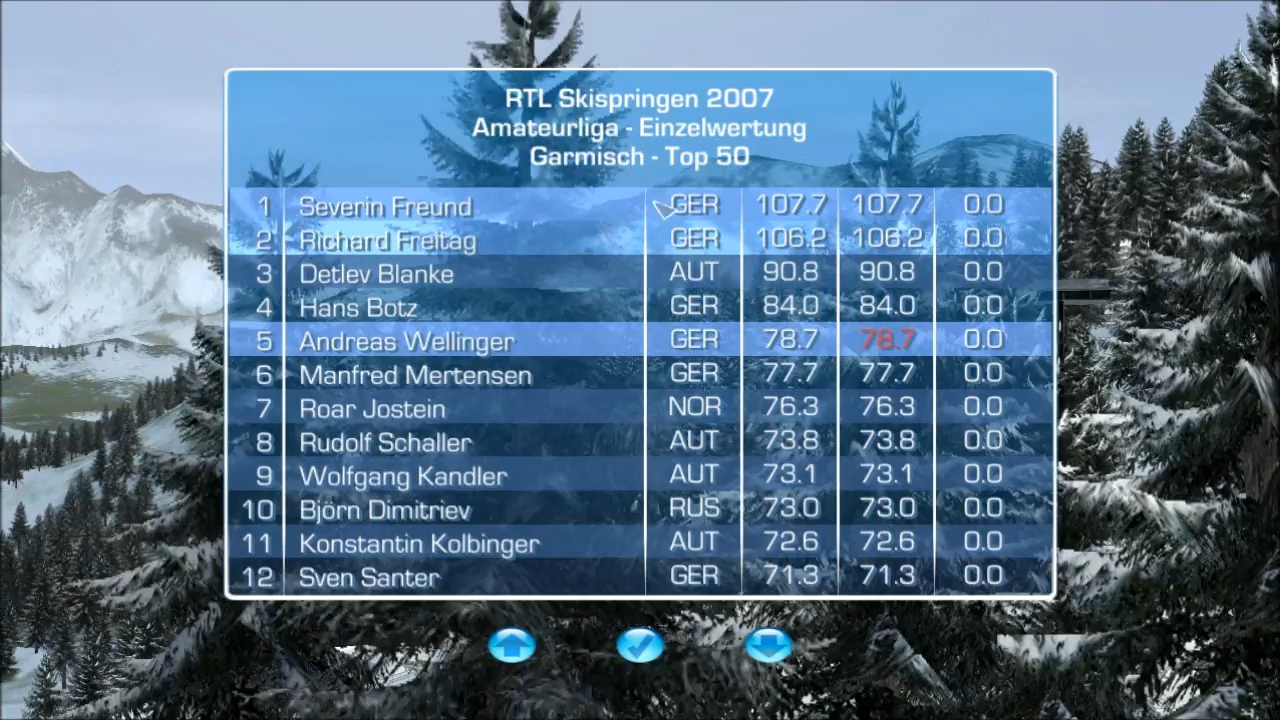 RTL Skispringen 2007
Amateurliga - Einzelwertung
Garmisch - Top 50
1 Severin Freund GER 107.7 107.7 0.0
2 Richard Freitag GER 106.2 106.2 0.0
3 Detlev Blanke AUT 90.8 90.8 0.0
4 Hans Botz GER 84.0 84.0 0.0
5 Andreas Wellinger GER 78.7 78.7 0.0
6 Manfred Mertensen GER 77.7 77.7 0.0
7 Roar Jostein NOR 76.3 76.3 0.0
8 Rudolf Schaller AUT 73.8 73.8 0.0
9 Wolfgang Kandler AUT 73.1 73.1 0.0
10 Björn Dimitriev RUS 73.0 73.0 0.0
11 Konstantin Kolbinger AUT 72.6 72.6 0.0
12 Sven Santer GER 71.3 71.3 0.0